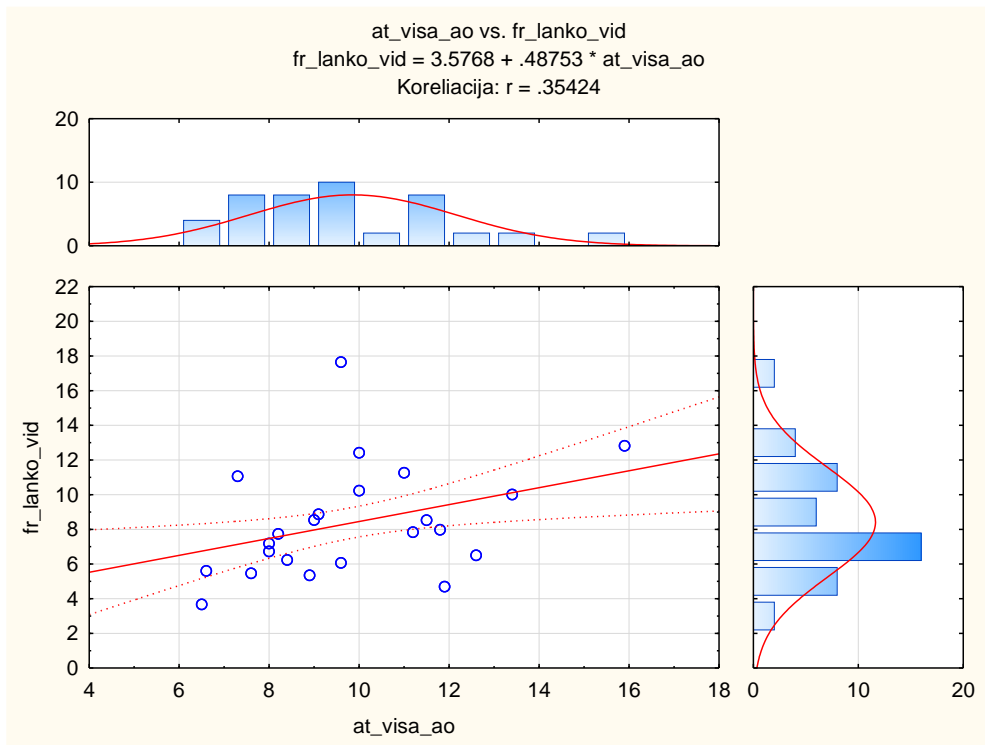 at_visa_ao vs. fr_lanko_vid
fr_lanko_vid = 3.5768 + .48753 * at_visa_ao
Koreliacija: r = .35424
20
10
0
22
20
18
16
14
12
10
8
6
4
2
0
fr_lanko_vid
4 6 8 10 12 14 16 18
0 10 20
at_visa_ao